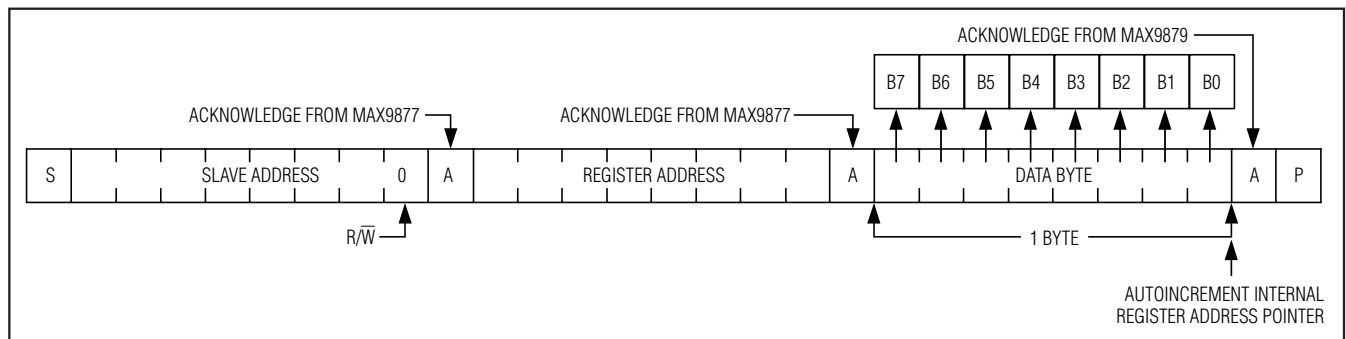 ACKNOWLEDGE FROM MAX9879
B7 B6 B5 B4 B3 B2 B1 B0
ACKNOWLEDGE FROM MAX9877 ACKNOWLEDGE FROM MAX9877
S SLAVE ADDRESS 0 A REGISTER ADDRESS A DATA BYTE A P
R/W̅ 1 BYTE
AUTOINCREMENT INTERNAL
REGISTER ADDRESS POINTER